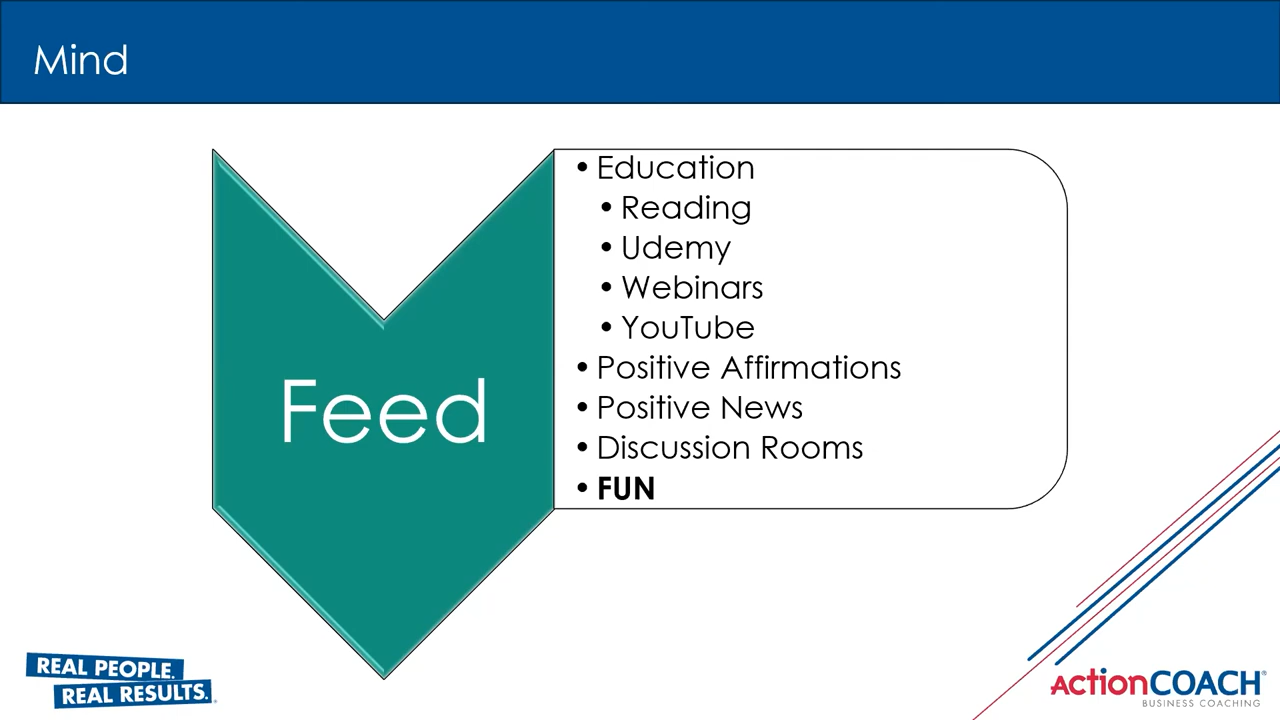 Mind
Feed
• Education
• Reading
• Udemy
• Webinars
• YouTube
• Positive Affirmations
• Positive News
• Discussion Rooms
• FUN
REAL PEOPLE.
REAL RESULTS.
ActionCOACH®
BUSINESS COACHING